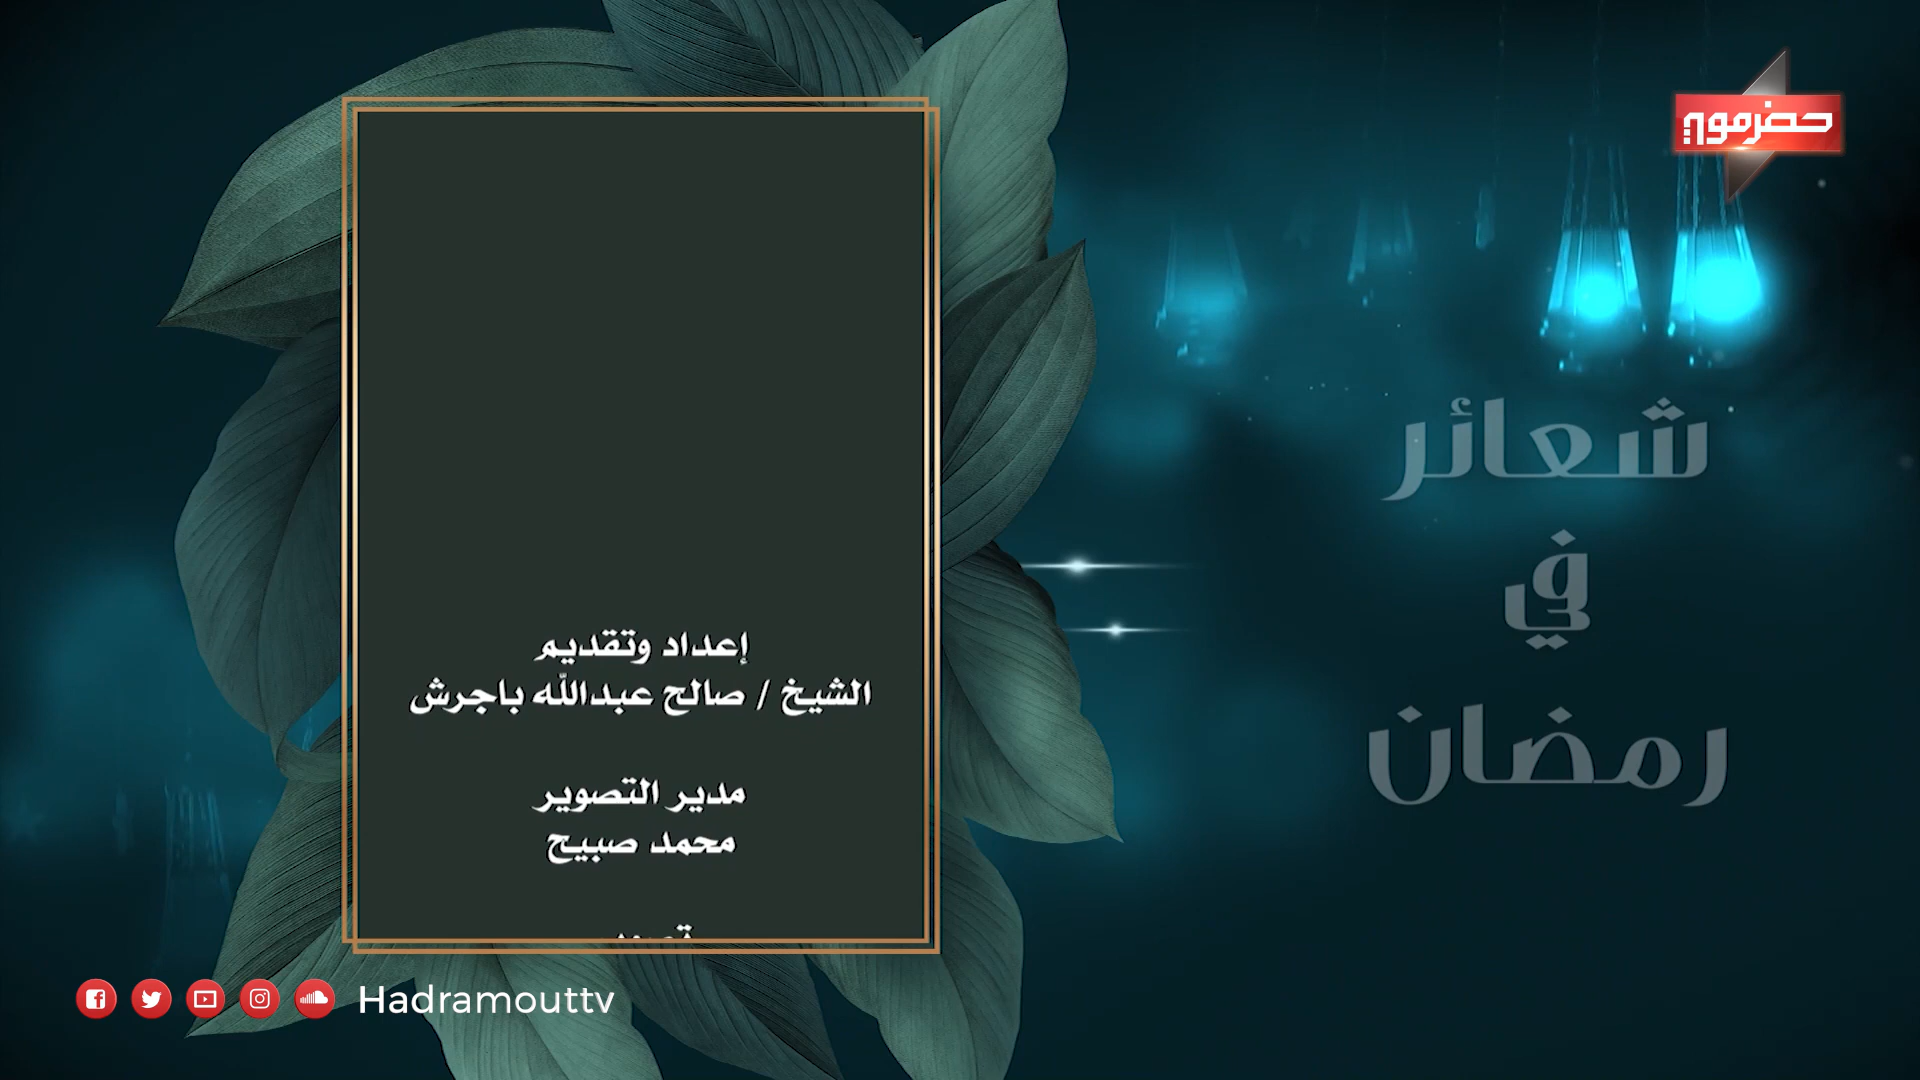 حضرموت
شعائر
في
رمضان
إعداد وتقديم
الشيخ / صالح عبدالله باجرش
مدير التصوير
محمد صبيح
Hadramouttv